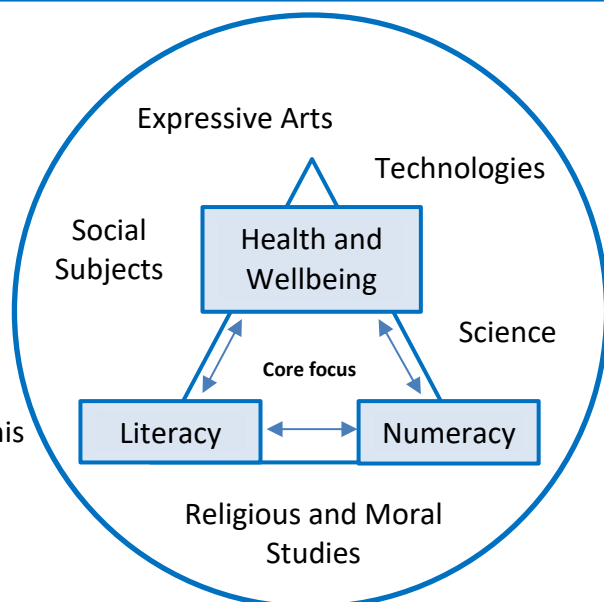 Expressive Arts
Technologies
Social
Subjects
Health and
Wellbeing
Science
Core focus
Literacy
Numeracy
Religious and Moral
Studies